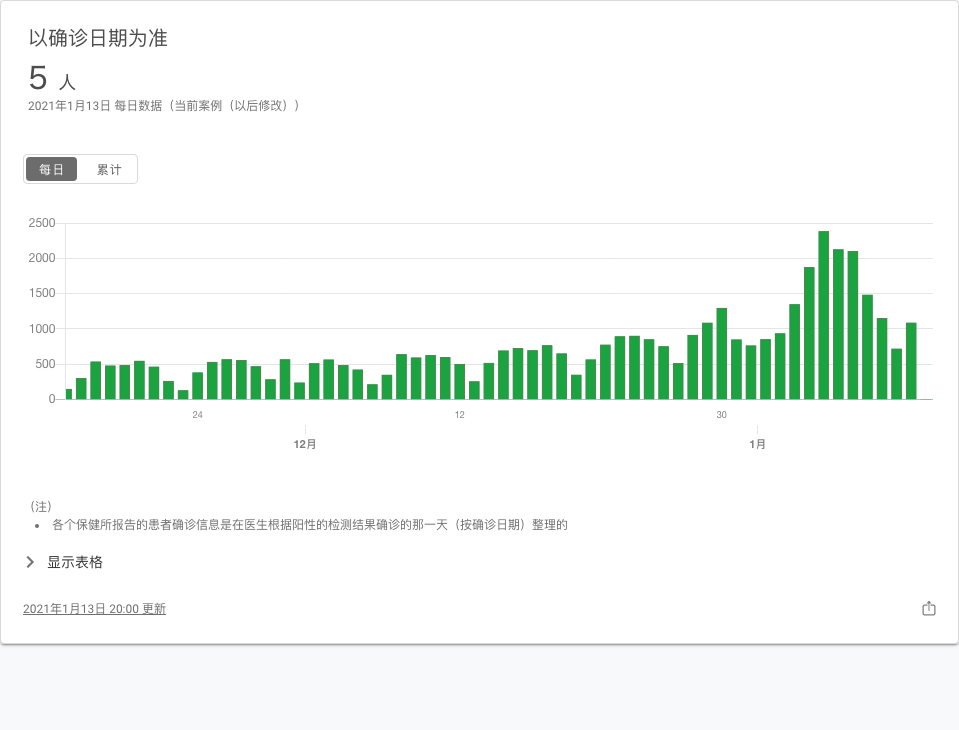 以确诊日期为准
5 人
2021年1月13日 每日数据（当前案例（以后修改））
每日 累计
2500
2000
1500
1000
500
0
24 12 30
12月 1月
（注）
• 各个保健所报告的患者确诊信息是在医生根据阳性的检测结果确诊的那一天（按确诊日期）整理的
显示表格
2021年1月13日 20:00 更新